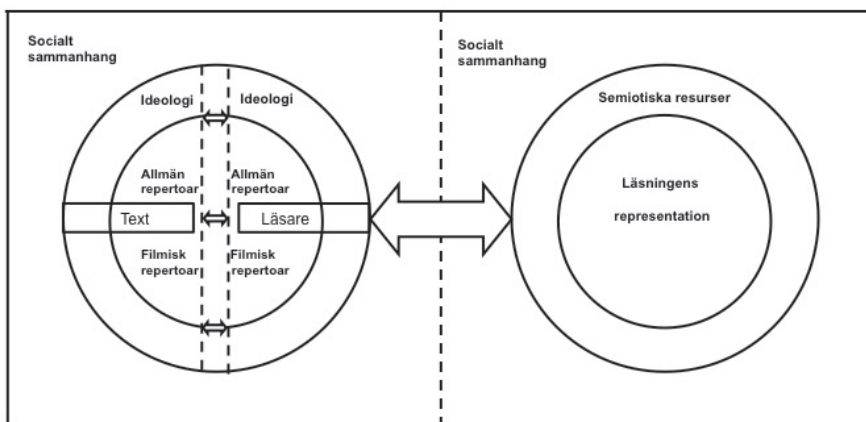 Socialt
sammanhang
Ideologi
Ideologi
Allmän
repertoar
Allmän
repertoar
Text
Läsare
Filmisk
repertoar
Filmisk
repertoar
Socialt
sammanhang
Semiotiska resurser
Läsningens
representation